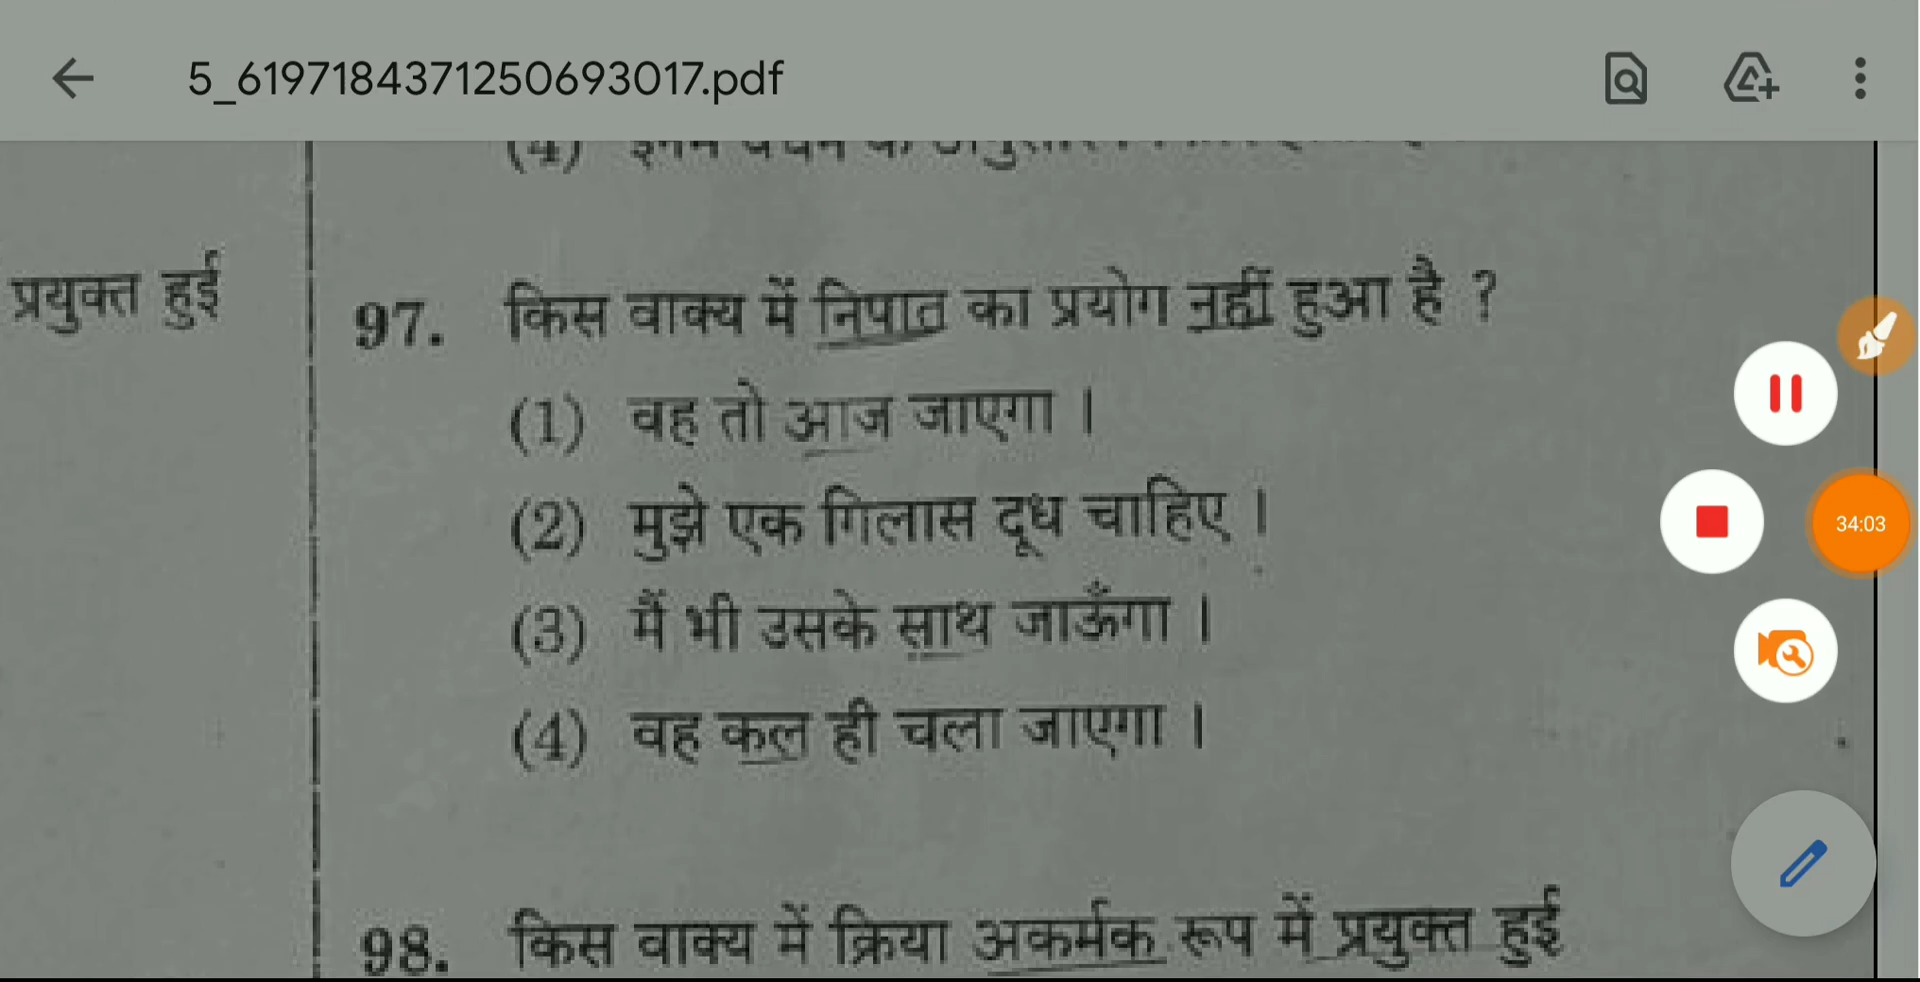 5_6197184371250693017.pdf
(4)
प्रयुक्त हुई
97. किस वाक्य में निपात का प्रयोग नहीं हुआ है ?
(1) वह तो आज जाएगा ।
(2) मुझे एक गिलास दूध चाहिए ।
(3) मैं भी उसके साथ जाऊँगा ।
(4) वह कल ही चला जाएगा ।
34:03
98. किस वाक्य में क्रिया अकर्मक रूप में प्रयुक्त हुई